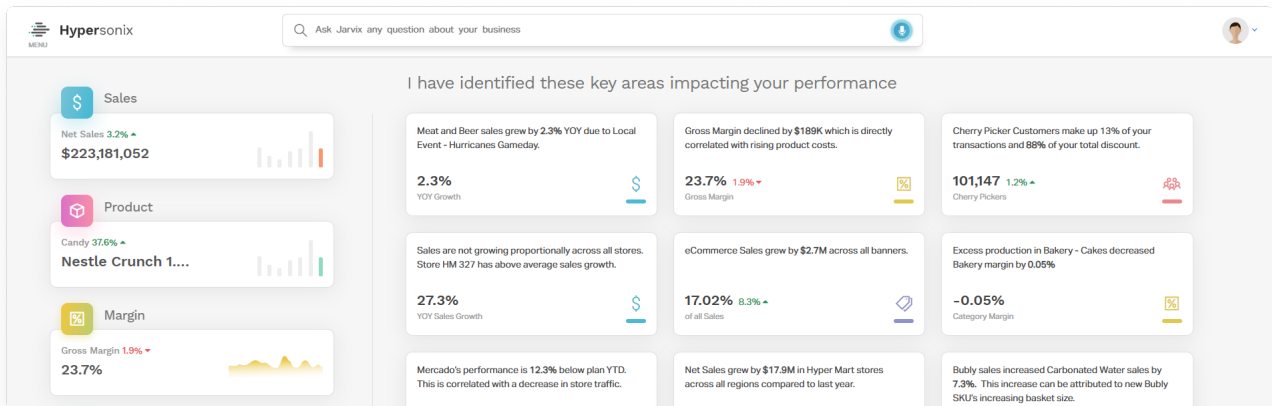 Hypersonix
MENU
Ask Jarvix any question about your business
I have identified these key areas impacting your performance
Sales
Net Sales 3.2%
$223,181,052
Product
Candy 37.6%
Nestle Crunch 1....
Margin
Gross Margin 1.9%
23.7%
Meat and Beer sales grew by 2.3% YOY due to Local
Event - Hurricanes Gameday.
2.3%
YOY Growth
Gross Margin declined by $189K which is directly
correlated with rising product costs.
23.7% 1.9%
Gross Margin
Cherry Picker Customers make up 13% of your
transactions and 88% of your total discount.
101,147 1.2%
Cherry Pickers
Sales are not growing proportionally across all stores.
Store HM 327 has above average sales growth.
27.3%
YOY Sales Growth
eCommerce Sales grew by $2.7M across all banners.
17.02% 8.3%
of all Sales
Excess production in Bakery - Cakes decreased
Bakery margin by 0.05%
-0.05%
Category Margin
Mercado's performance is 12.3% below plan YTD.
This is correlated with a decrease in store traffic.
Net Sales grew by $17.9M in Hyper Mart stores
across all regions compared to last year.
Bubly sales increased Carbonated Water sales by
7.3%. This increase can be attributed to new Bubly
SKU's increasing basket size.